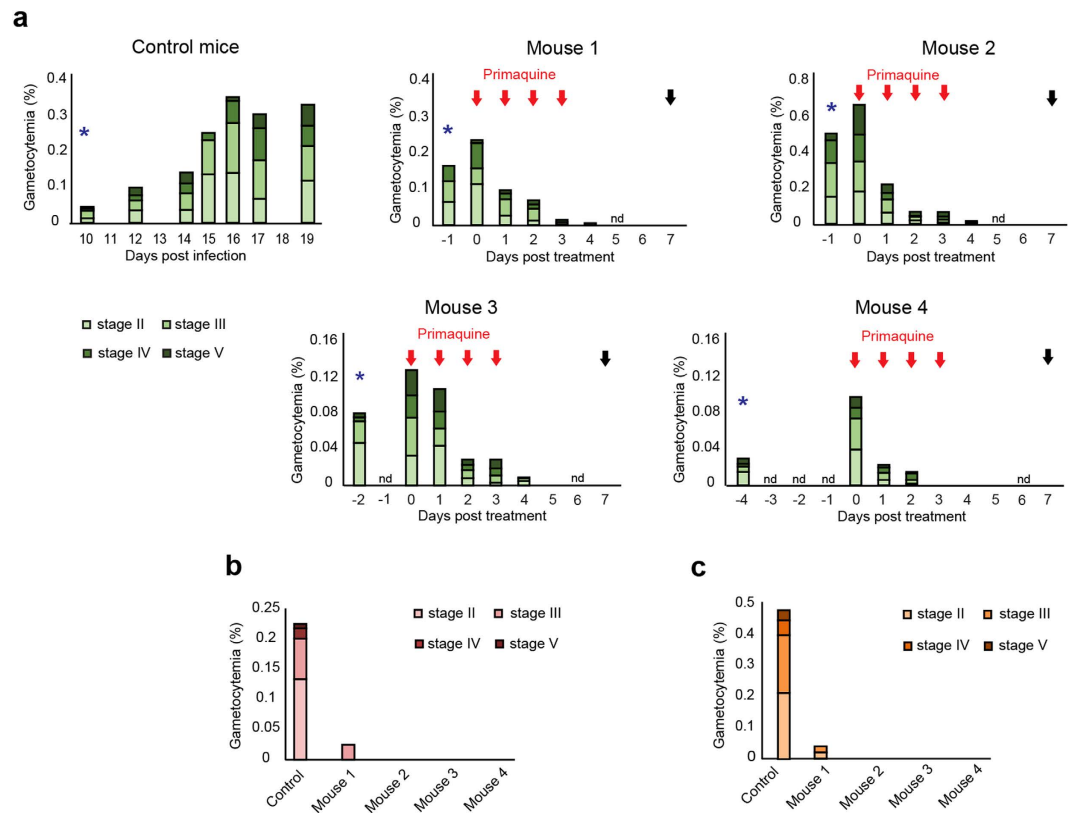 a
Control mice
Gametocytemia (%)
0.4
0.3
0.2
0.1
0
*
10 11 12 13 14 15 16 17 18 19
Days post infection
Mouse 1
Primaquine
Gametocytemia (%)
0.4
0.3
0.2
0.1
0
*
nd
-1 0 1 2 3 4 5 6 7
Days post treatment
Mouse 2
Primaquine
Gametocytemia (%)
0.8
0.6
0.4
0.2
0
*
nd
-1 0 1 2 3 4 5 6 7
Days post treatment
stage II stage III
stage IV stage V
Mouse 3
Primaquine
Gametocytemia (%)
0.16
0.12
0.08
0.04
0
*
nd nd
-2 -1 0 1 2 3 4 5 6 7
Days post treatment
Mouse 4
Primaquine
Gametocytemia (%)
0.16
0.12
0.08
0.04
0
*
nd nd nd nd
-4 -3 -2 -1 0 1 2 3 4 5 6 7
Days post treatment
b
Gametocytemia (%)
0.25
0.2
0.15
0.1
0.05
0
stage II stage III
stage IV stage V
Control Mouse 1 Mouse 2 Mouse 3 Mouse 4
c
Gametocytemia (%)
0.5
0.4
0.3
0.2
0.1
0
stage II stage III
stage IV stage V
Control Mouse 1 Mouse 2 Mouse 3 Mouse 4